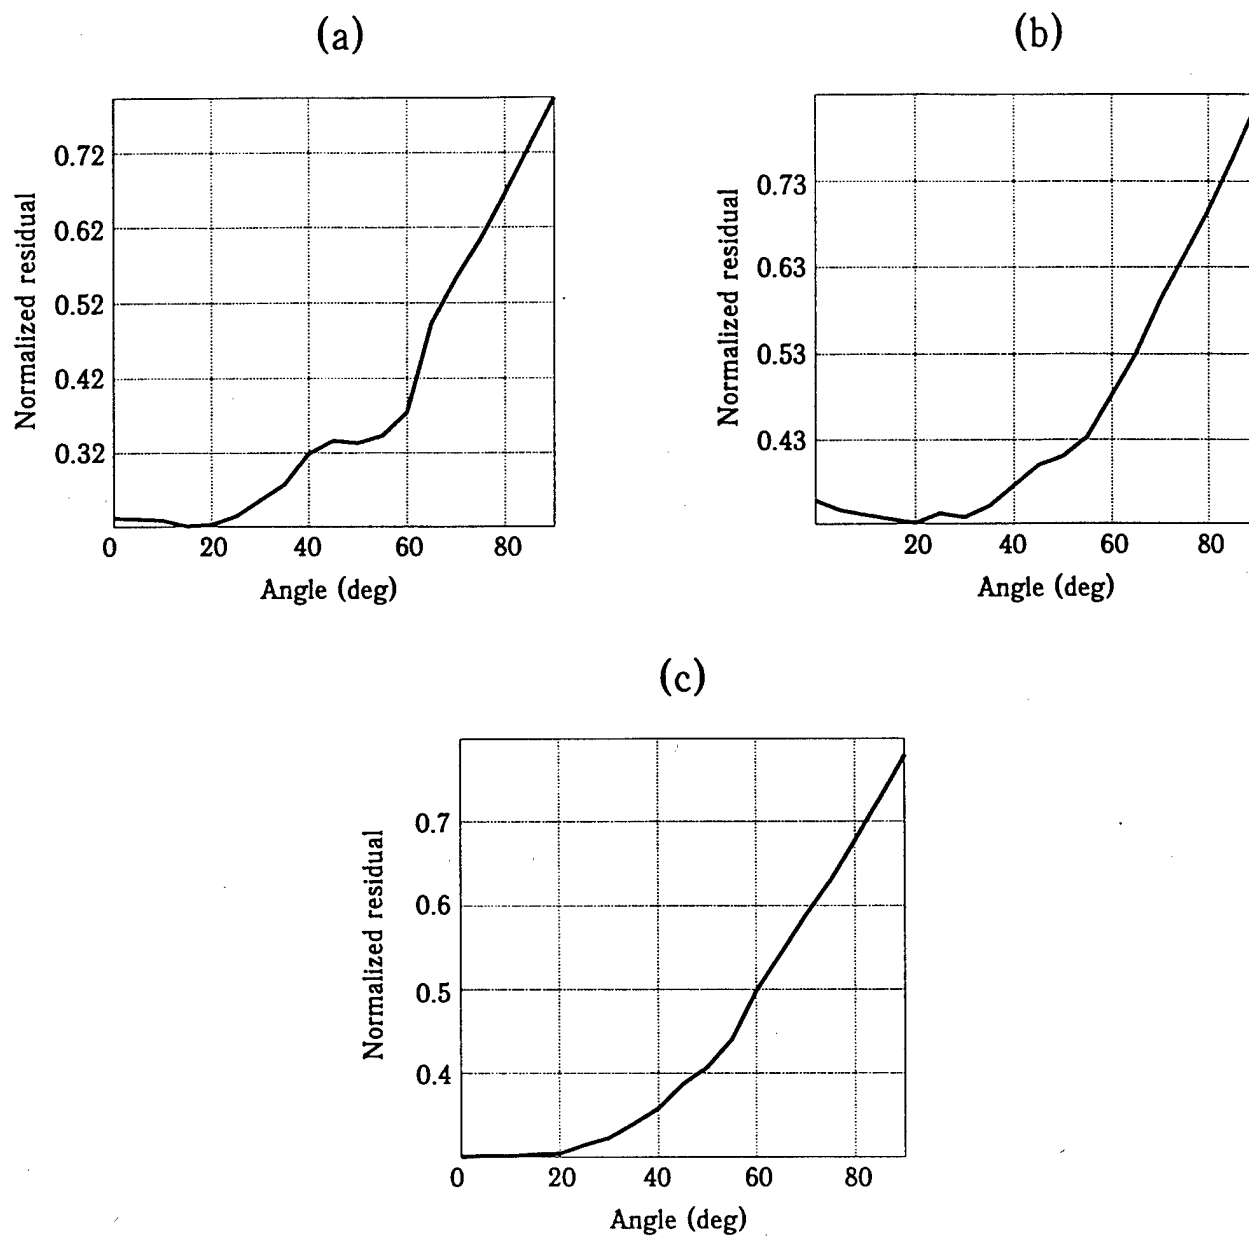 (a)
Normalized residual
0.72
0.62
0.52
0.42
0.32
0 20 40 60 80
Angle (deg)
(b)
Normalized residual
0.73
0.63
0.53
0.43
20 40 60 80
Angle (deg)
(c)
Normalized residual
0.7
0.6
0.5
0.4
0 20 40 60 80
Angle (deg)